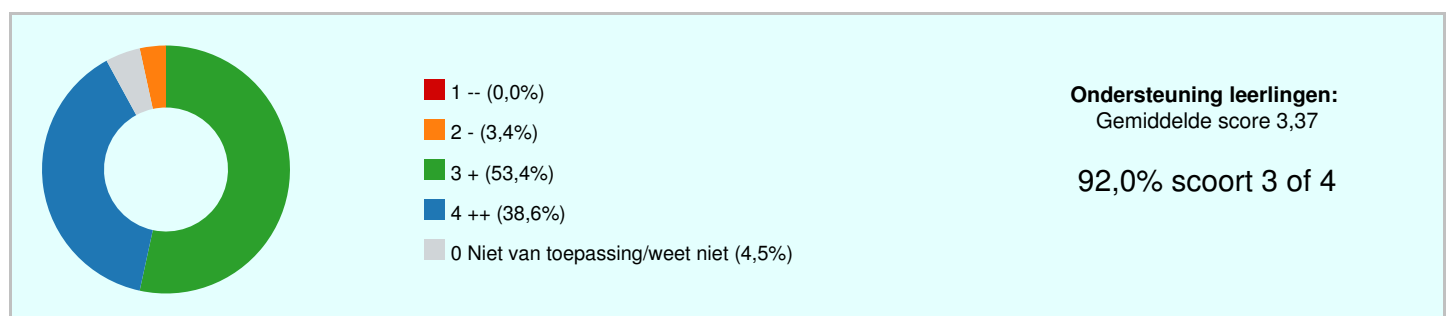 1 -- (0,0%)
2 - (3,4%)
3 + (53,4%)
4 ++ (38,6%)
0 Niet van toepassing/weet niet (4,5%)
Ondersteuning leerlingen:
Gemiddelde score 3,37
92,0% scoort 3 of 4